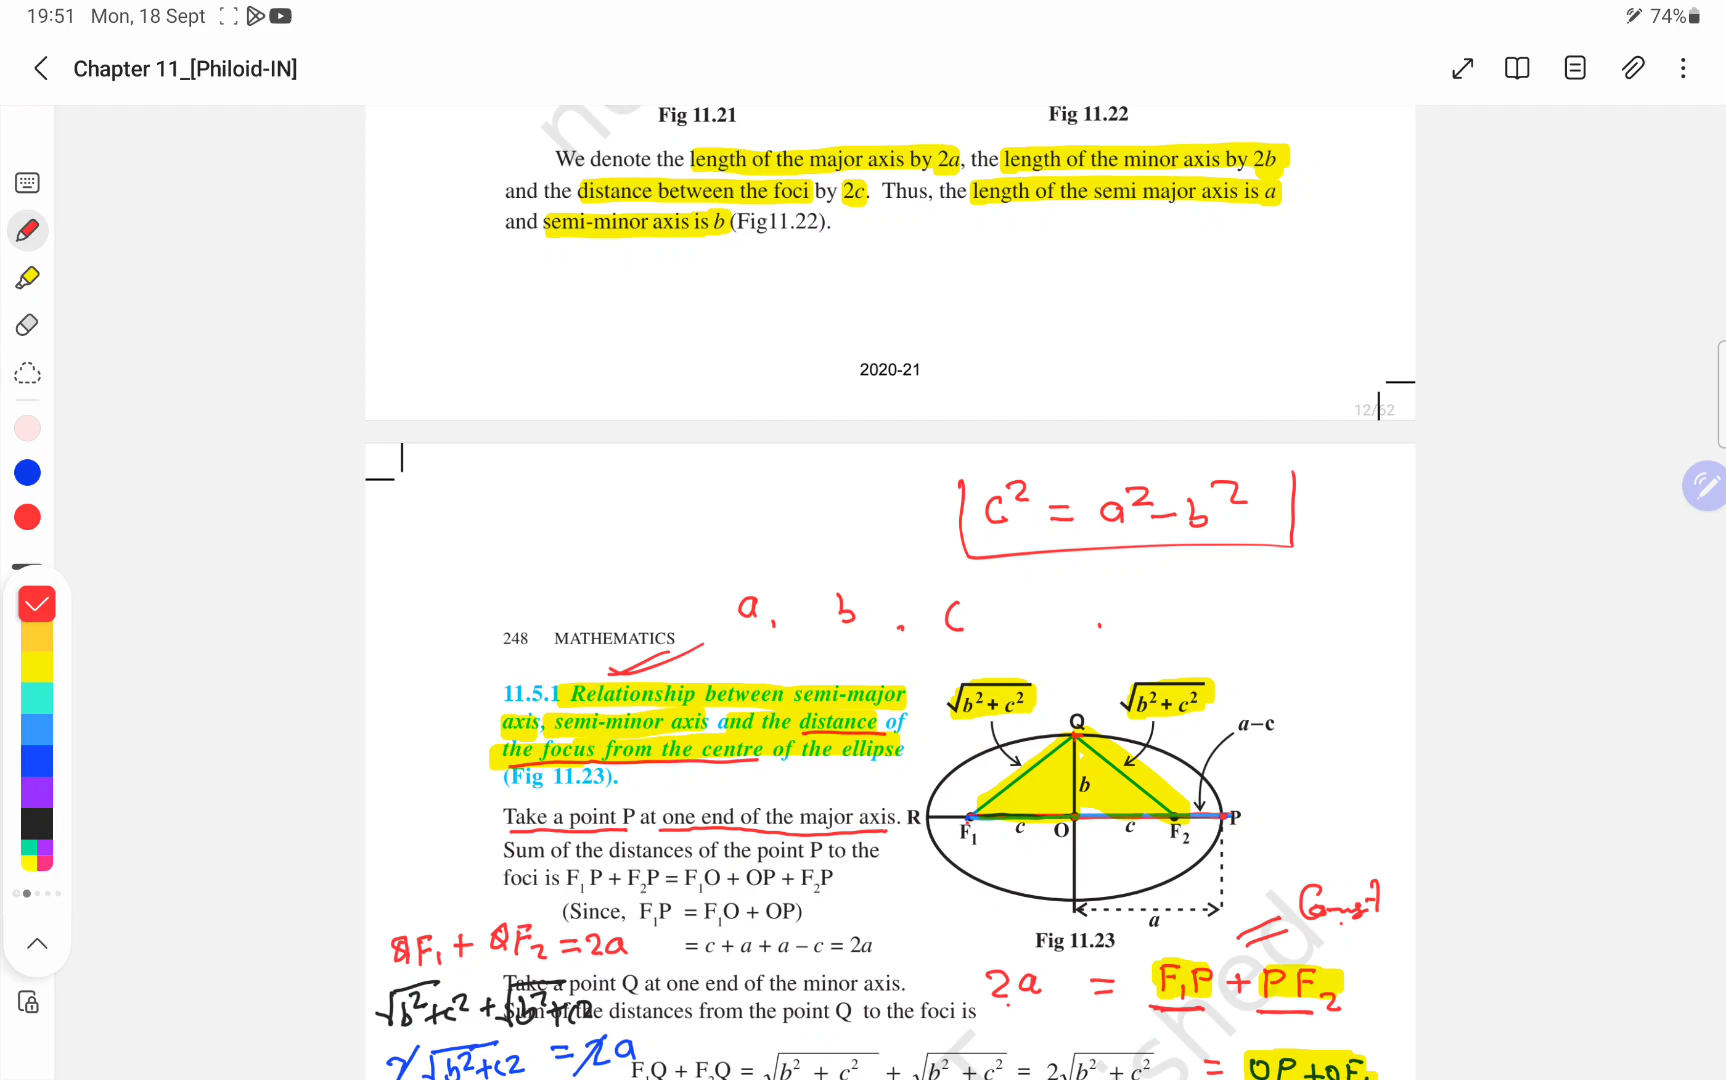 19:51 Mon, 18 Sept
74%
Chapter 11_[Philoid-IN]
Fig 11.21
Fig 11.22
We denote the length of the major axis by 2a, the length of the minor axis by 2b
and the distance between the foci by 2c. Thus, the length of the semi major axis is a
and semi-minor axis is b (Fig11.22).
2020-21
12/62
c² = a² – b²
a, b . c .
248 MATHEMATICS
11.5.1 Relationship between semi-major
axis, semi-minor axis and the distance of
the focus from the centre of the ellipse
(Fig 11.23).
Take a point P at one end of the major axis.
Sum of the distances of the point P to the
foci is F₁ P + F₂P = F₁O + OP + F₂P
(Since, F₁P = F₁O + OP)
= c + a + a – c = 2a
Take a point Q at one end of the minor axis.
Sum of the distances from the point Q to the foci is
F₁Q + F₂Q = √b² + c² + √b² + c² = 2√b² + c²
√b² + c²
√b² + c²
Q
a–c
b
R
F₁
c
O
c
F₂
P
a
Fig 11.23
QF₁ + QF₂ = 2a
√b²+c² + √b²+c²
2√b²+c2 = 2a
2a = F₁P + PF₂
=
shed